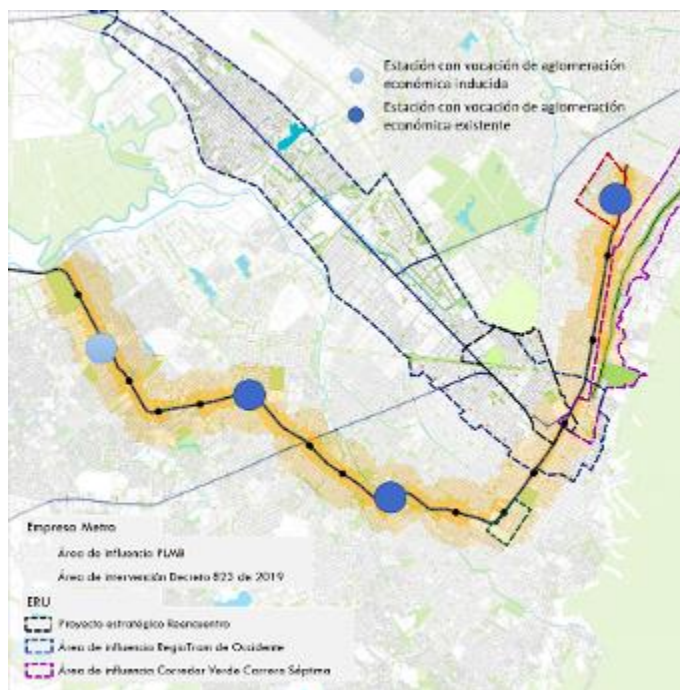 Estación con vocación de aglomeración
económica inducida
Estación con vocación de aglomeración
económica existente
Empresa Metro
Área de influencia PLMB
Área de intervención Decreto 823 de 2019
ERU
Proyecto estratégico Reencuentro
Área de influencia RegioTram de Occidente
Área de influencia Corredor Verde Carrera Séptima